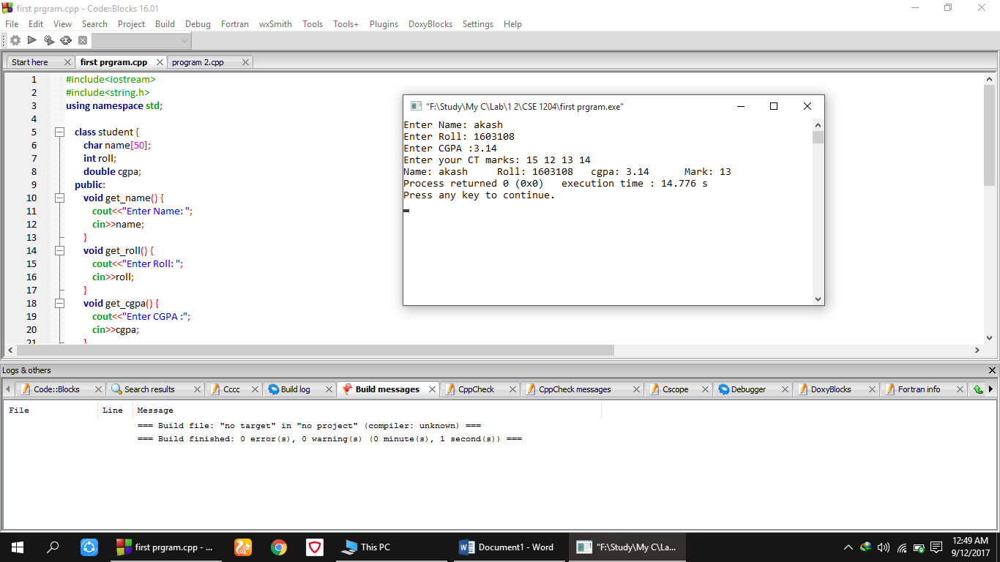 first prgram.cpp - Code::Blocks 16.01
File Edit View Search Project Build Debug Fortran wxSmith Tools Tools+ Plugins DoxyBlocks Settings Help
Start here first prgram.cpp program 2.cpp
1 #include<iostream>
2 #include<string.h>
3 using namespace std;
4
5 class student {
6 char name[50];
7 int roll;
8 double cgpa;
9 public:
10 void get_name() {
11 cout<<"Enter Name: ";
12 cin>>name;
13 }
14 void get_roll() {
15 cout<<"Enter Roll: ";
16 cin>>roll;
17 }
18 void get_cgpa() {
19 cout<<"Enter CGPA :";
20 cin>>cgpa;
21 }
"F:\Study\My C\Lab\1 2\CSE 1204\first prgram.exe"
Enter Name: akash
Enter Roll: 1603108
Enter CGPA :3.14
Enter your CT marks: 15 12 13 14
Name: akash Roll: 1603108 cgpa: 3.14 Mark: 13
Process returned 0 (0x0) execution time : 14.776 s
Press any key to continue.
Logs & others
Code::Blocks Search results Cccc Build log Build messages CppCheck CppCheck messages Cscope Debugger DoxyBlocks Fortran info
File Line Message
=== Build file: "no target" in "no project" (compiler: unknown) ===
=== Build finished: 0 error(s), 0 warning(s) (0 minute(s), 1 second(s)) ===
first prgram.cpp - ... This PC Document1 - Word "F:\Study\My C\La... 12:49 AM
9/12/2017